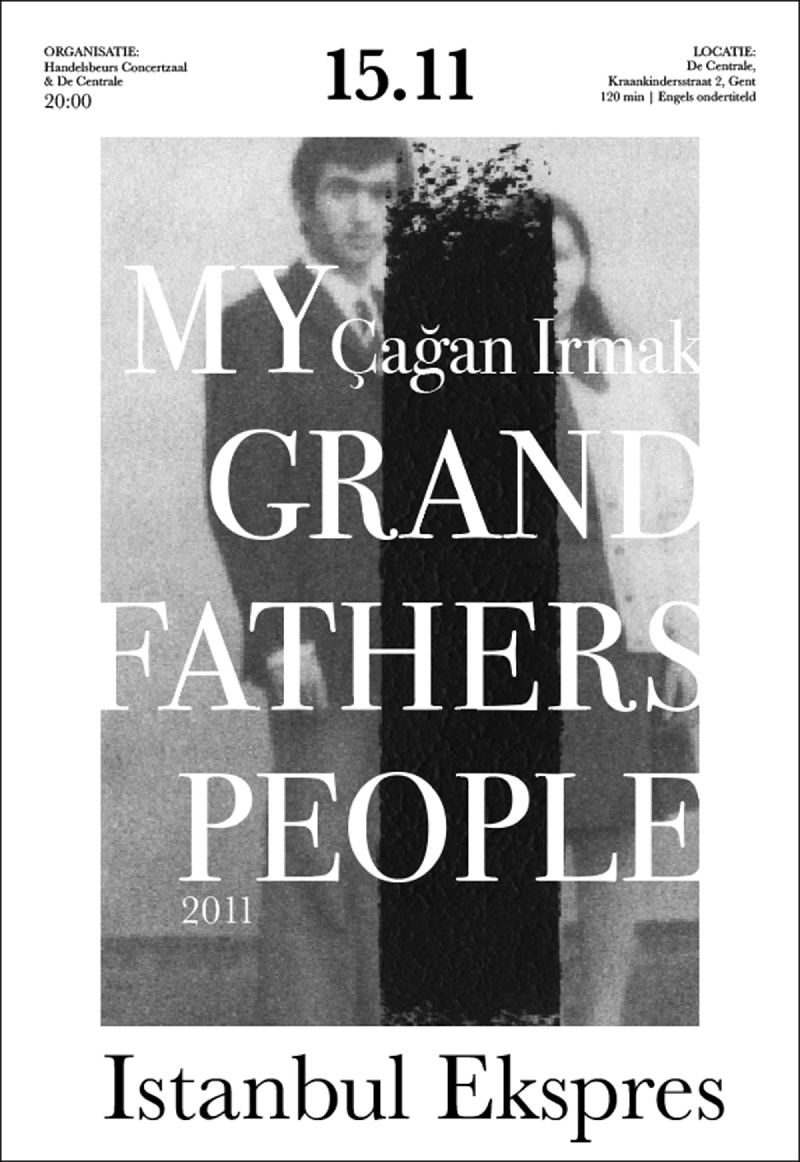 ORGANISATIE:
Handelsbeurs Concertzaal
& De Centrale
20:00
15.11
LOCATIE:
De Centrale,
Kraankindersstraat 2, Gent
120 min | Engels ondertiteld
MY
Çağan Irmak
GRAND
FATHERS
PEOPLE
2011
Istanbul Ekspres